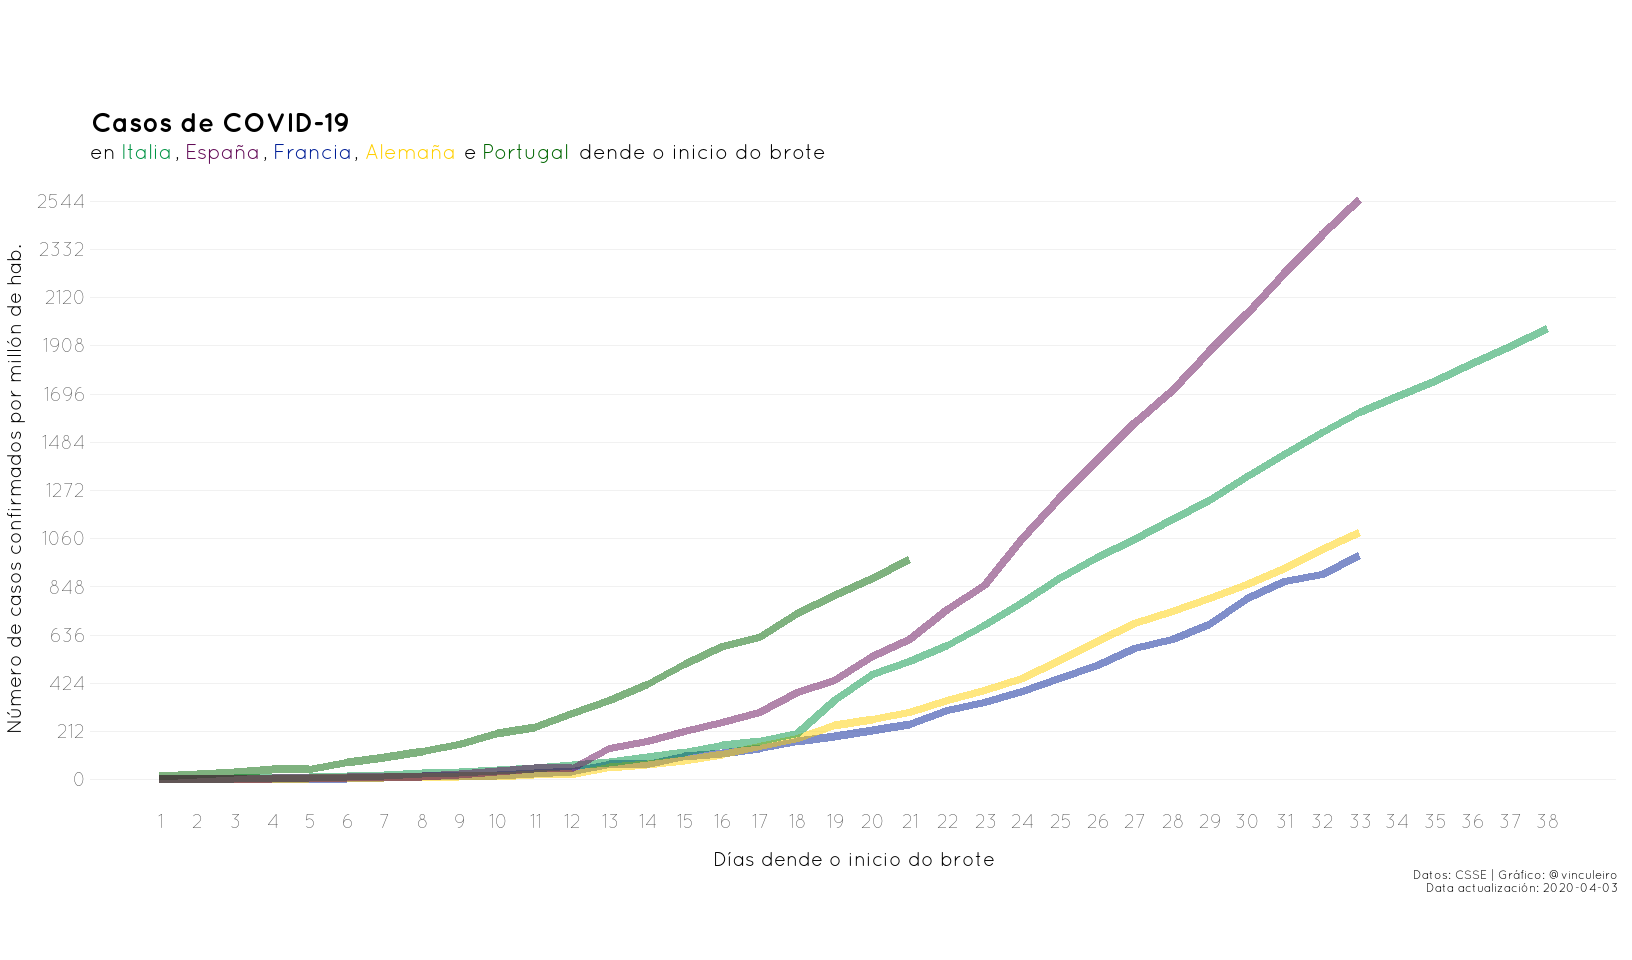 Casos de COVID-19
en Italia, España, Francia, Alemaña e Portugal dende o inicio do brote
Número de casos confirmados por millón de hab.
2544
2332
2120
1908
1696
1484
1272
1060
848
636
424
212
0
1 2 3 4 5 6 7 8 9 10 11 12 13 14 15 16 17 18 19 20 21 22 23 24 25 26 27 28 29 30 31 32 33 34 35 36 37 38
Días dende o inicio do brote
Datos: CSSE | Gráfico: @vinculeiro
Data actualización: 2020-04-03